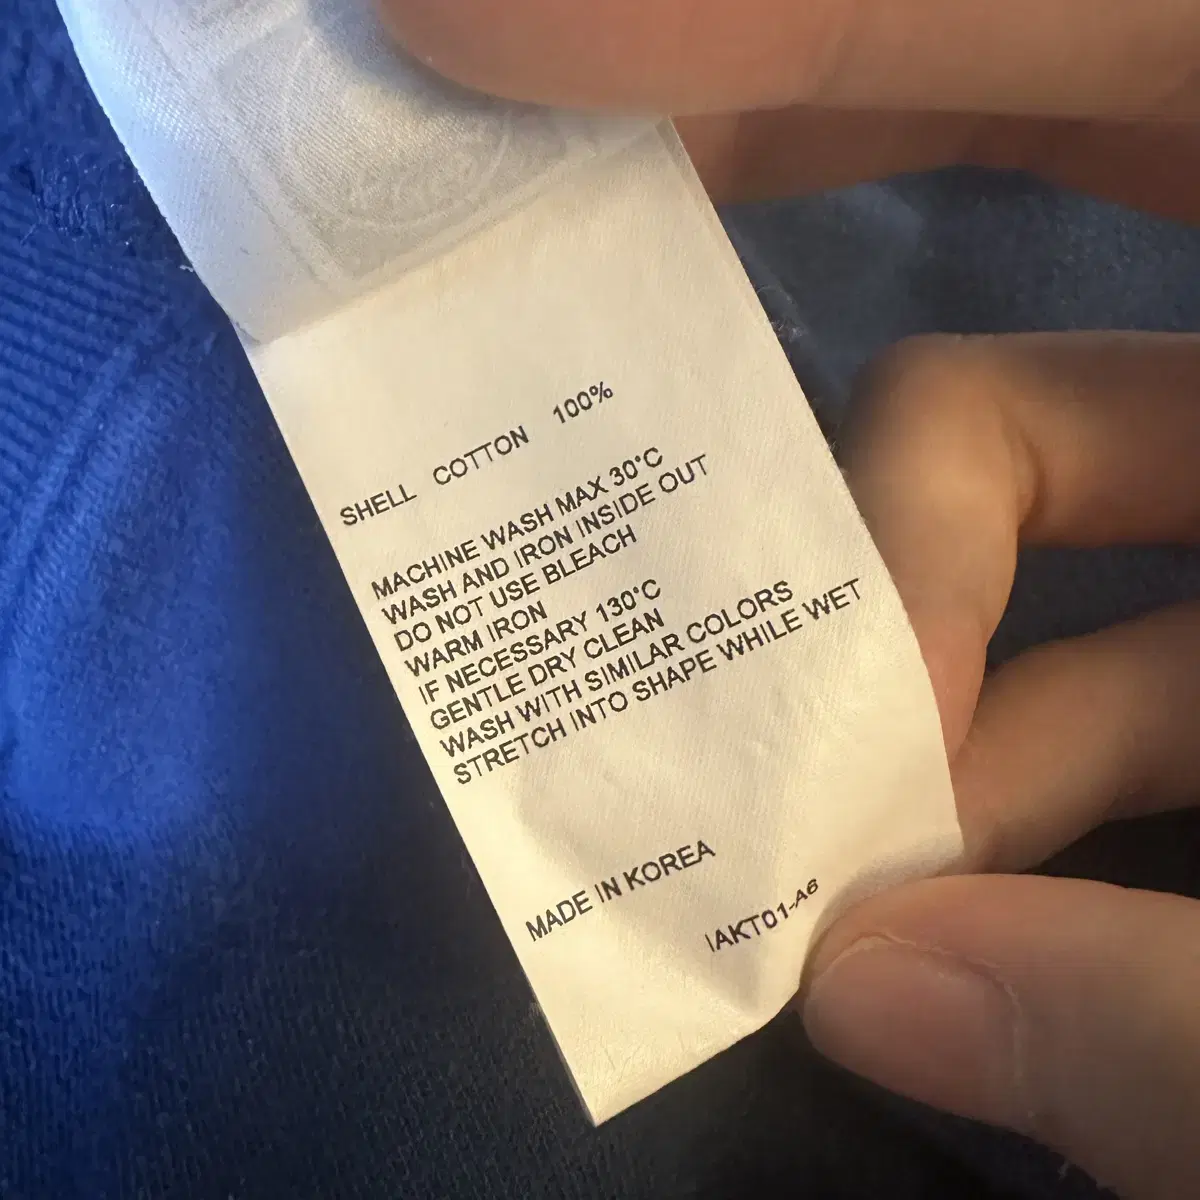 SHELL COTTON 100%
MACHINE WASH MAX 30°C
WASH AND IRON INSIDE OUT
DO NOT USE BLEACH
WARM IRON
IF NECESSARY 130°C
GENTLE DRY CLEAN
WASH WITH SIMILAR COLORS
STRETCH INTO SHAPE WHILE WET
MADE IN KOREA
IAKT01-A6